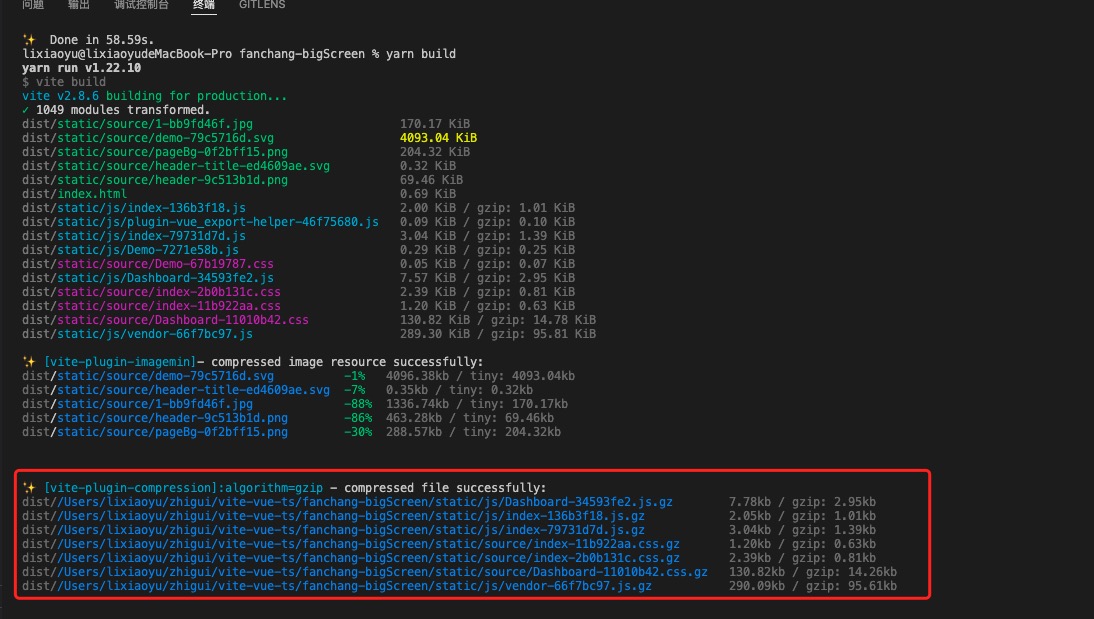 问题 输出 调试控制台 终端 GITLENS
✨ Done in 58.59s.
lixiaoyu@lixiaoyudeMacBook-Pro fanchang-bigScreen % yarn build
yarn run v1.22.10
$ vite build
vite v2.8.6 building for production...
✓ 1049 modules transformed.
dist/static/source/1-bb9fd46f.jpg 170.17 KiB
dist/static/source/demo-79c5716d.svg 4093.04 KiB
dist/static/source/pageBg-0f2bff15.png 204.32 KiB
dist/static/source/header-title-ed4609ae.svg 0.32 KiB
dist/static/source/header-9c513b1d.png 69.46 KiB
dist/index.html 0.69 KiB
dist/static/js/index-136b3f18.js 2.00 KiB / gzip: 1.01 KiB
dist/static/js/plugin-vue_export-helper-46f75680.js 0.09 KiB / gzip: 0.10 KiB
dist/static/js/index-79731d7d.js 3.04 KiB / gzip: 1.39 KiB
dist/static/js/Demo-7271e58b.js 0.29 KiB / gzip: 0.25 KiB
dist/static/source/Demo-67b19787.css 0.05 KiB / gzip: 0.07 KiB
dist/static/js/Dashboard-34593fe2.js 7.57 KiB / gzip: 2.95 KiB
dist/static/source/index-2b0b131c.css 2.39 KiB / gzip: 0.81 KiB
dist/static/source/index-11b922aa.css 1.20 KiB / gzip: 0.63 KiB
dist/static/source/Dashboard-11010b42.css 130.82 KiB / gzip: 14.78 KiB
dist/static/js/vendor-66f7bc97.js 289.30 KiB / gzip: 95.81 KiB
✨ [vite-plugin-imagemin]- compressed image resource successfully:
dist/static/source/demo-79c5716d.svg -1% 4096.38kb / tiny: 4093.04kb
dist/static/source/header-title-ed4609ae.svg -7% 0.35kb / tiny: 0.32kb
dist/static/source/1-bb9fd46f.jpg -88% 1336.74kb / tiny: 170.17kb
dist/static/source/header-9c513b1d.png -86% 463.28kb / tiny: 69.46kb
dist/static/source/pageBg-0f2bff15.png -30% 288.57kb / tiny: 204.32kb
✨ [vite-plugin-compression]:algorithm=gzip - compressed file successfully:
dist//Users/lixiaoyu/zhigui/vite-vue-ts/fanchang-bigScreen/static/js/Dashboard-34593fe2.js.gz 7.78kb / gzip: 2.95kb
dist//Users/lixiaoyu/zhigui/vite-vue-ts/fanchang-bigScreen/static/js/index-136b3f18.js.gz 2.05kb / gzip: 1.01kb
dist//Users/lixiaoyu/zhigui/vite-vue-ts/fanchang-bigScreen/static/js/index-79731d7d.js.gz 3.04kb / gzip: 1.39kb
dist//Users/lixiaoyu/zhigui/vite-vue-ts/fanchang-bigScreen/static/source/index-11b922aa.css.gz 1.20kb / gzip: 0.63kb
dist//Users/lixiaoyu/zhigui/vite-vue-ts/fanchang-bigScreen/static/source/index-2b0b131c.css.gz 2.39kb / gzip: 0.81kb
dist//Users/lixiaoyu/zhigui/vite-vue-ts/fanchang-bigScreen/static/source/Dashboard-11010b42.css.gz 130.82kb / gzip: 14.26kb
dist//Users/lixiaoyu/zhigui/vite-vue-ts/fanchang-bigScreen/static/js/vendor-66f7bc97.js.gz 290.09kb / gzip: 95.61kb